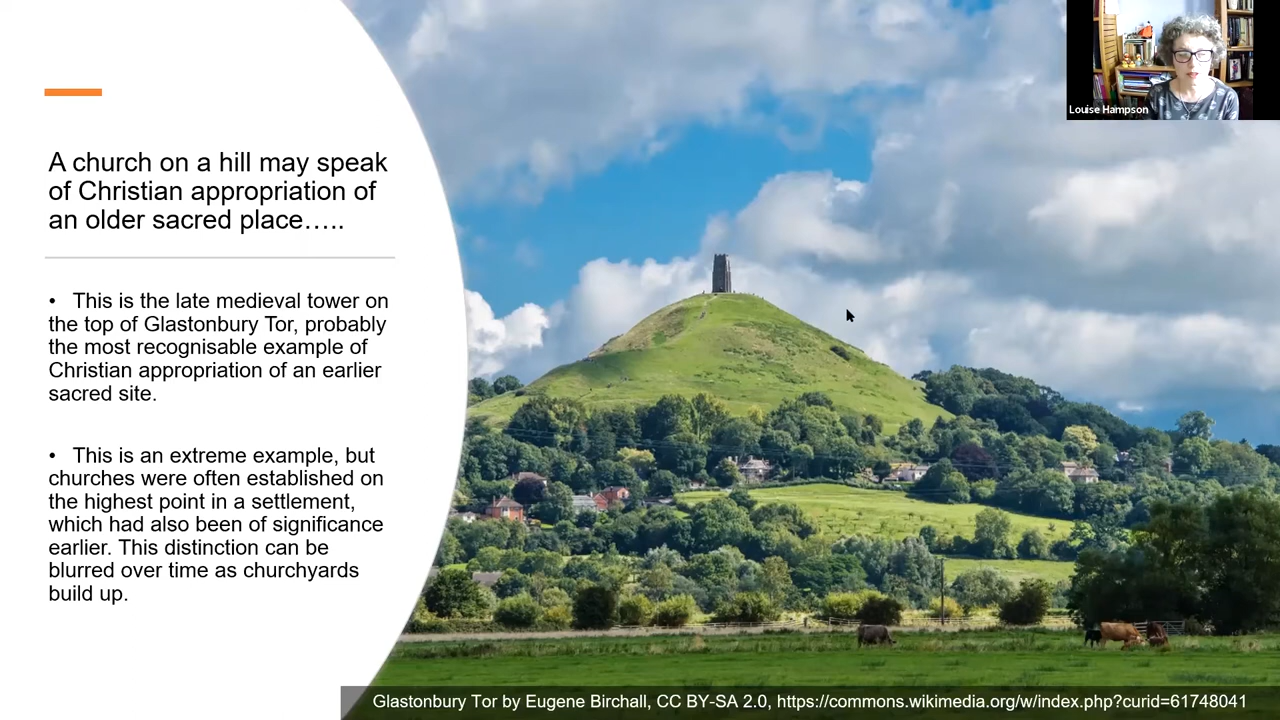 Louise Hampson
A church on a hill may speak
of Christian appropriation of
an older sacred place…..
• This is the late medieval tower on
the top of Glastonbury Tor, probably
the most recognisable example of
Christian appropriation of an earlier
sacred site.
• This is an extreme example, but
churches were often established on
the highest point in a settlement,
which had also been of significance
earlier. This distinction can be
blurred over time as churchyards
build up.
Glastonbury Tor by Eugene Birchall, CC BY-SA 2.0, https://commons.wikimedia.org/w/index.php?curid=61748041